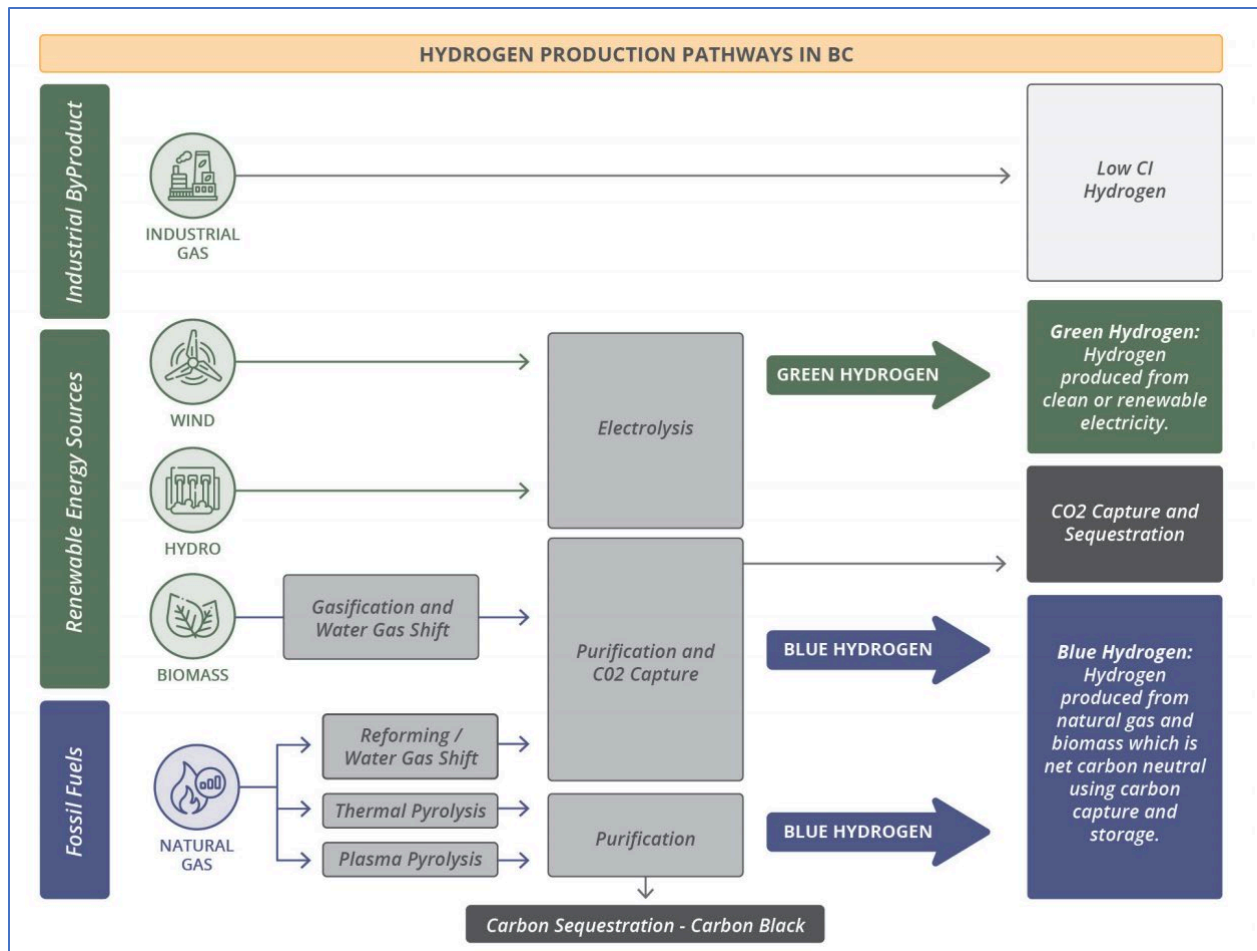 HYDROGEN PRODUCTION PATHWAYS IN BC
Industrial ByProduct
INDUSTRIAL
GAS
Low CI
Hydrogen
Renewable Energy Sources
WIND
HYDRO
BIOMASS
Electrolysis
GREEN HYDROGEN
Green Hydrogen:
Hydrogen
produced from
clean or renewable
electricity.
CO2 Capture and
Sequestration
Gasification and
Water Gas Shift
Purification and
C02 Capture
BLUE HYDROGEN
Blue Hydrogen:
Hydrogen
produced from
natural gas and
biomass which is
net carbon neutral
using carbon
capture and
storage.
Fossil Fuels
NATURAL
GAS
Reforming /
Water Gas Shift
Thermal Pyrolysis
Plasma Pyrolysis
Purification
BLUE HYDROGEN
Carbon Sequestration - Carbon Black